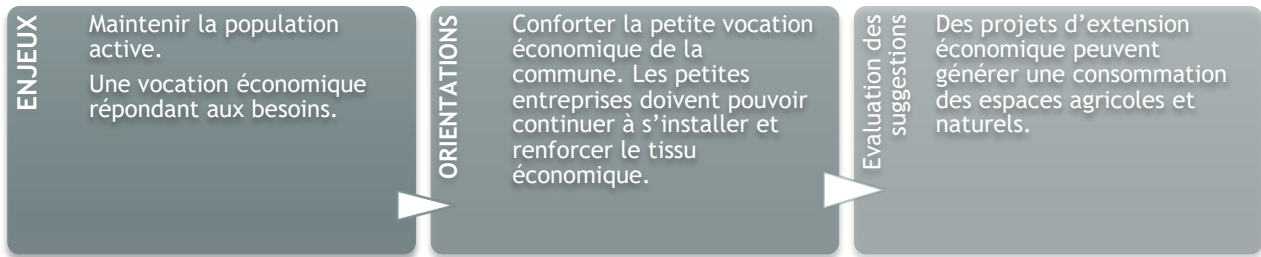 ENJEUX
Maintenir la population
active.
Une vocation économique
répondant aux besoins.
ORIENTATIONS
Conforter la petite vocation
économique de la
commune. Les petites
entreprises doivent pouvoir
continuer à s’installer et
renforcer le tissu
économique.
Evaluation des
suggestions
Des projets d’extension
économique peuvent
générer une consommation
des espaces agricoles et
naturels.